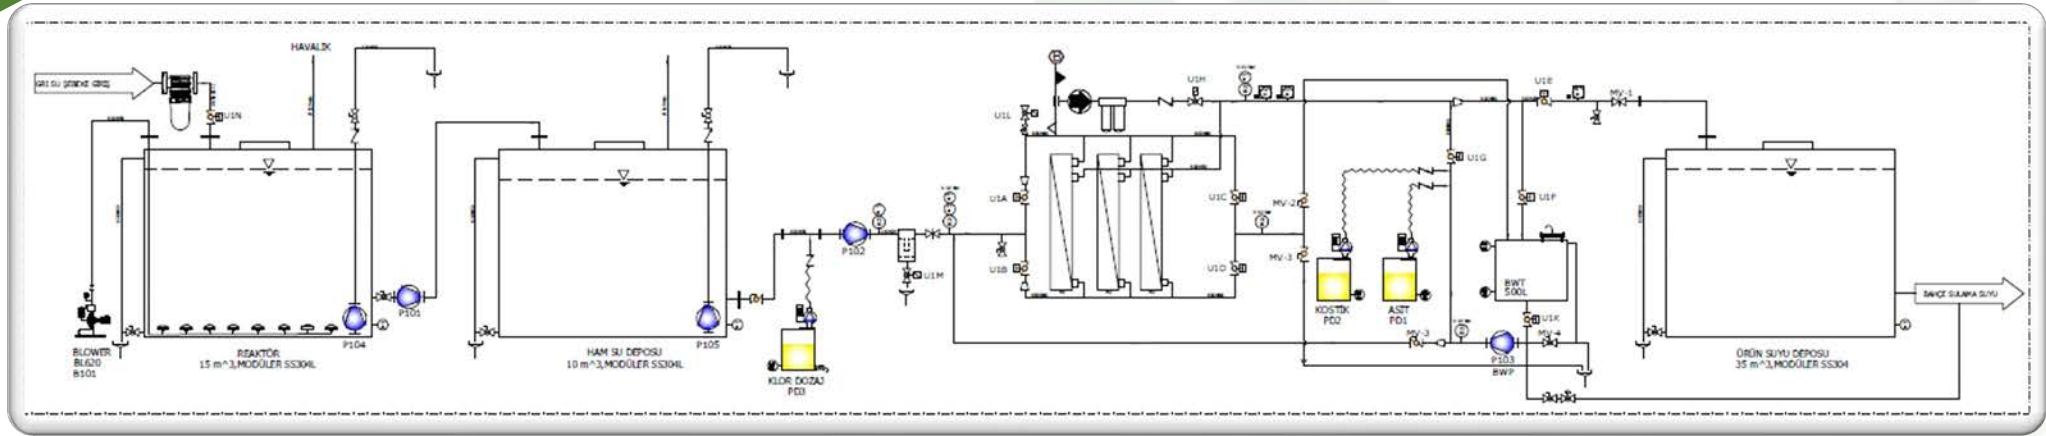 HAVALIK
GRİ SU ŞEBEKE GİRİŞ
U1N
BLOWER
BL620
B101
REAKTÖR
15 m^3,MODÜLER SS304L
P104
P101
HAM SU DEPOSU
10 m^3,MODÜLER SS304L
P105
KLOR DOZAJ
PD3
P102
U1M
U1L
U1A
U1B
U1H
U1C
U1D
MV-2
MV-3
KOSTİK
PD2
ASİT
PD1
U1G
U1E
MV-1
U1F
BWT
500L
U1K
MV-3
MV-4
P103
BWP
ÜRÜN SUYU DEPOSU
35 m^3,MODÜLER SS304
BAHÇE SULAMA SUYU